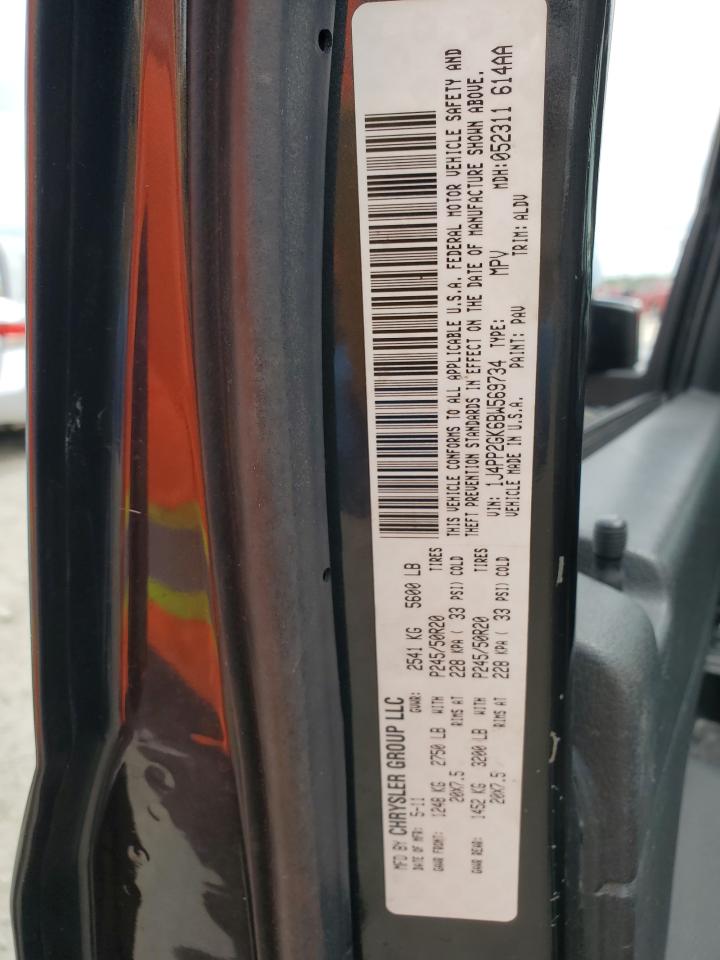 MFD BY CHRYSLER GROUP LLC
DATE OF MFR: 5-11 GVWR: 2541 KG 5600 LB
GAWR FRONT: 1248 KG 2750 LB WITH P245/50R20 TIRES
20X7.5 RIMS AT 228 KPA ( 33 PSI) COLD
GAWR REAR: 1452 KG 3200 LB WITH P245/50R20 TIRES
20X7.5 RIMS AT 228 KPA ( 33 PSI) COLD
THIS VEHICLE CONFORMS TO ALL APPLICABLE U.S.A. FEDERAL MOTOR VEHICLE SAFETY AND
THEFT PREVENTION STANDARDS IN EFFECT ON THE DATE OF MANUFACTURE SHOWN ABOVE.
VIN: 1J4PP2GK6BW569734 TYPE: MPV MDH:052311 614AA
VEHICLE MADE IN U.S.A. PAINT: PAV TRIM: ALDV